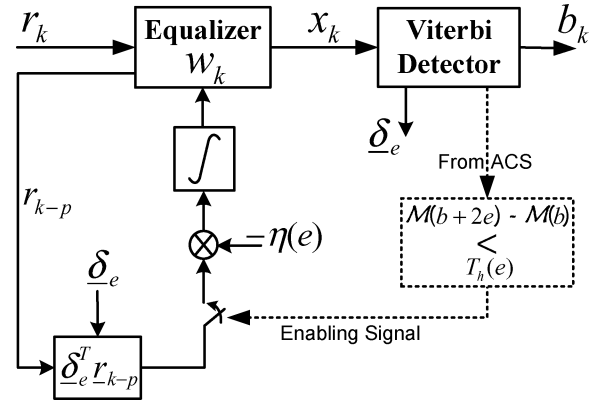 r_k
Equalizer
w_k
x_k
Viterbi
Detector
b_k
δ_e
From ACS
r_{k-p}
∫
M(b + 2e) - M(b)
<
T_h(e)
⊗
−η(e)
δ_e
Enabling Signal
δ_e^T r_{k-p}